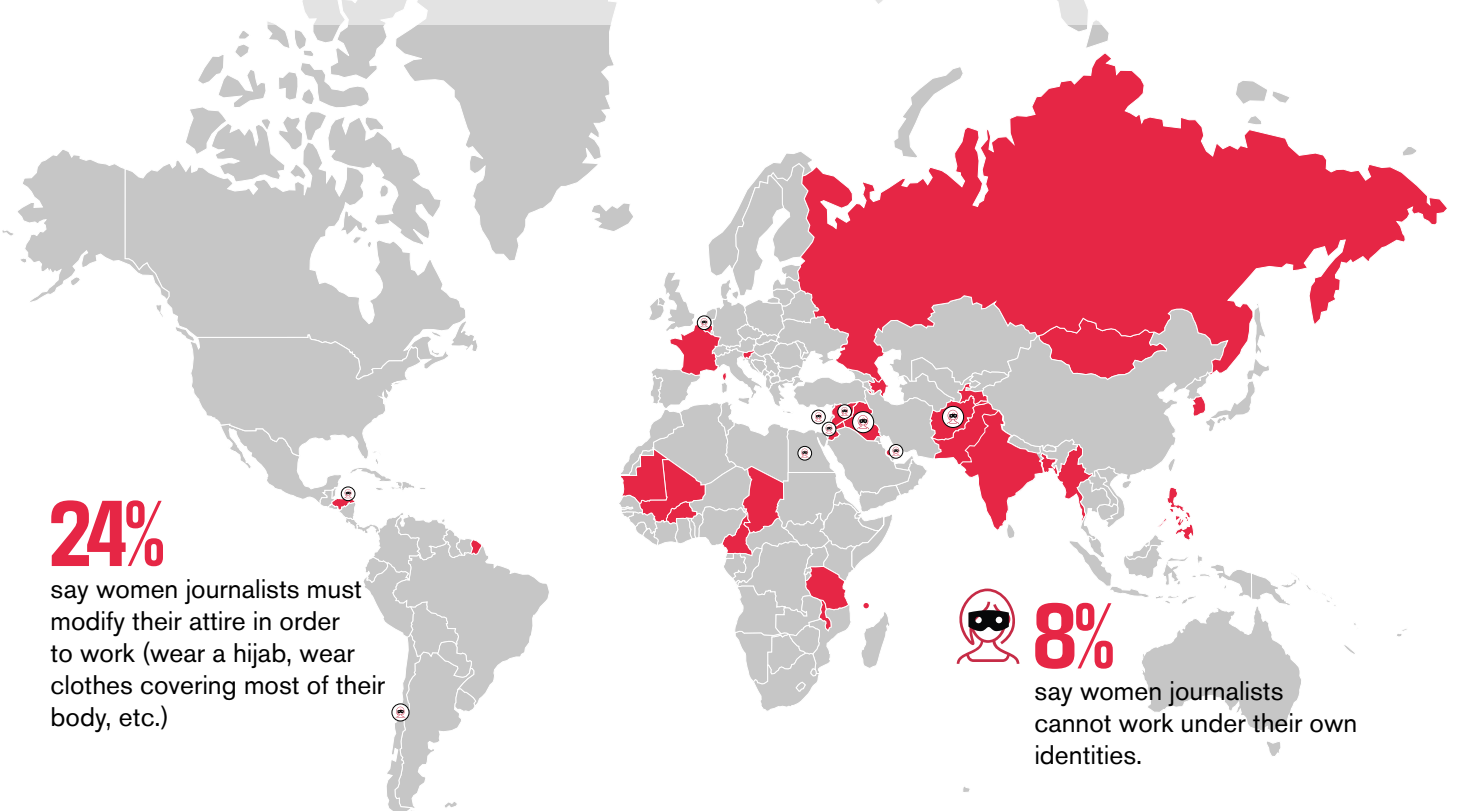 24%
say women journalists must
modify their attire in order
to work (wear a hijab, wear
clothes covering most of their
body, etc.)
8%
say women journalists
cannot work under their own
identities.